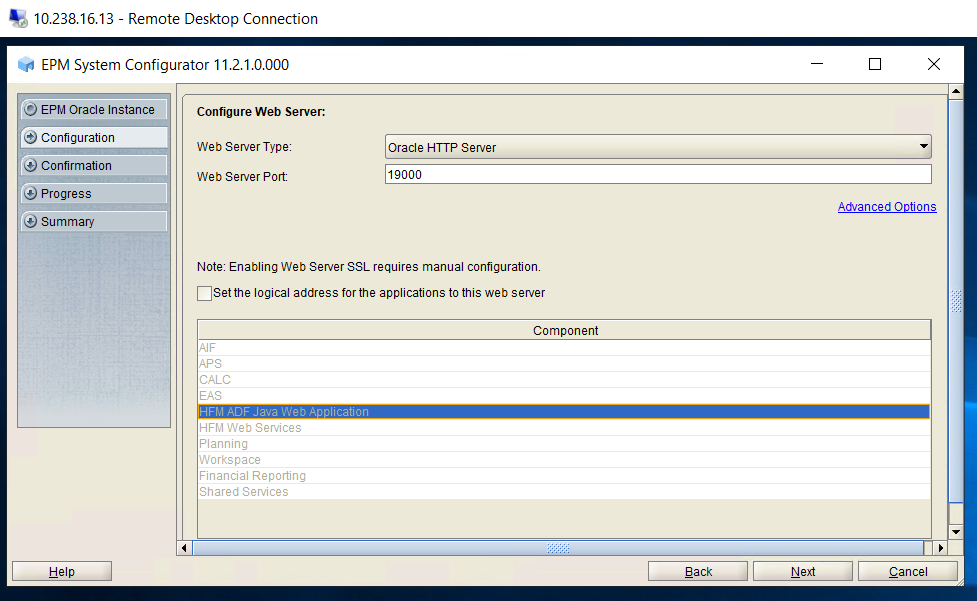 10.238.16.13 - Remote Desktop Connection
EPM System Configurator 11.2.1.0.000
EPM Oracle Instance
Configuration
Confirmation
Progress
Summary
Configure Web Server:
Web Server Type: Oracle HTTP Server
Web Server Port: 19000
Advanced Options
Note: Enabling Web Server SSL requires manual configuration.
Set the logical address for the applications to this web server
Component
AIF
APS
CALC
EAS
HFM ADF Java Web Application
HFM Web Services
Planning
Workspace
Financial Reporting
Shared Services
Help Back Next Cancel